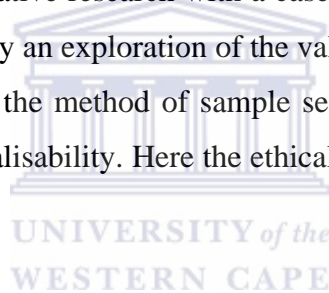 ative research with a case
y an exploration of the val
the method of sample se
alisability. Here the ethical
UNIVERSITY of the
WESTERN CAPE